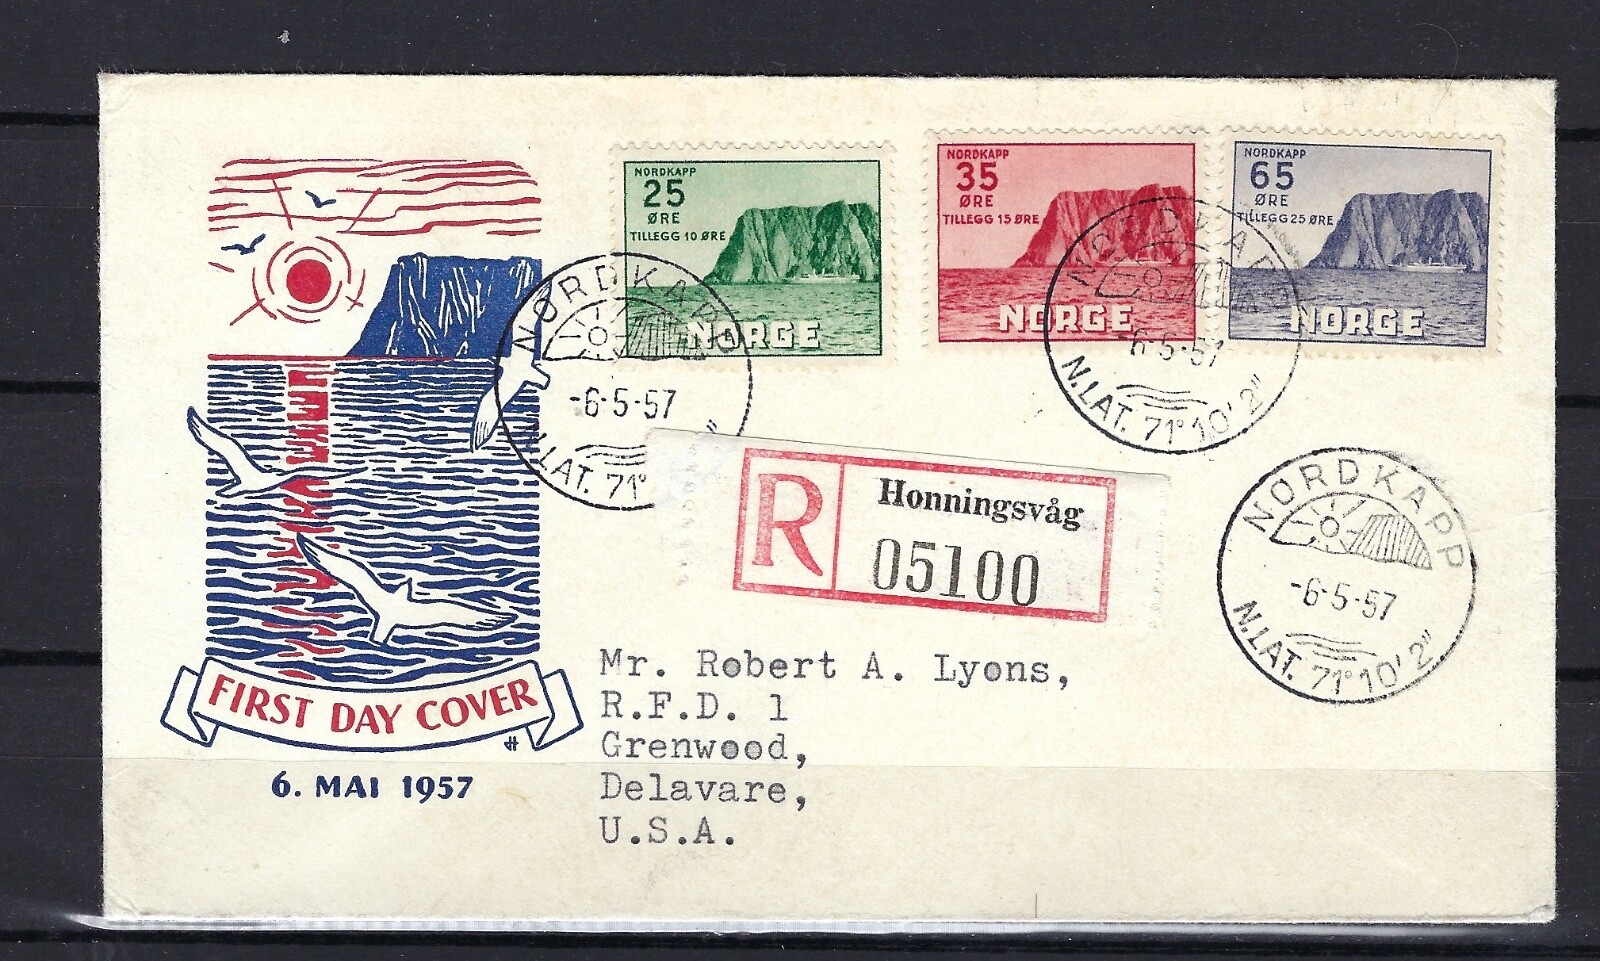 NORDKAPP
25
ØRE
TILLEGG 10 ØRE
NORGE
NORDKAPP
35
ØRE
TILLEGG 15 ØRE
NORGE
NORDKAPP
65
ØRE
TILLEGG 25 ØRE
NORGE
NORDKAPP
-6-5-57
N.LAT. 71°
NORDKAPP
-6-5-57
N.LAT. 71°10'2"
R
Honningsvåg
05100
NORDKAPP
-6-5-57
N.LAT. 71°10'2"
FIRST DAY COVER
H
6. MAI 1957
Mr. Robert A. Lyons,
R.F.D. 1
Grenwood,
Delavare,
U.S.A.